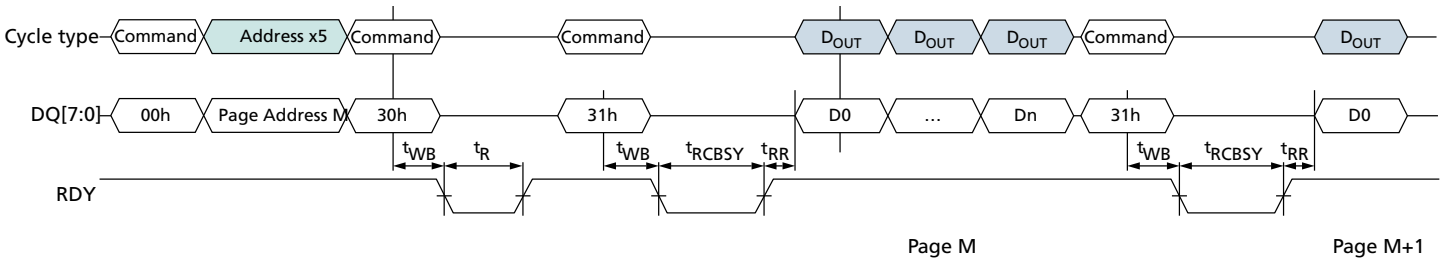 Cycle type Command Address x5 Command Command DOUT DOUT DOUT Command DOUT
DQ[7:0] 00h Page Address M 30h 31h D0 … Dn 31h D0
tWB tR tWB tRCBSY tRR tWB tRCBSY tRR
RDY
Page M Page M+1